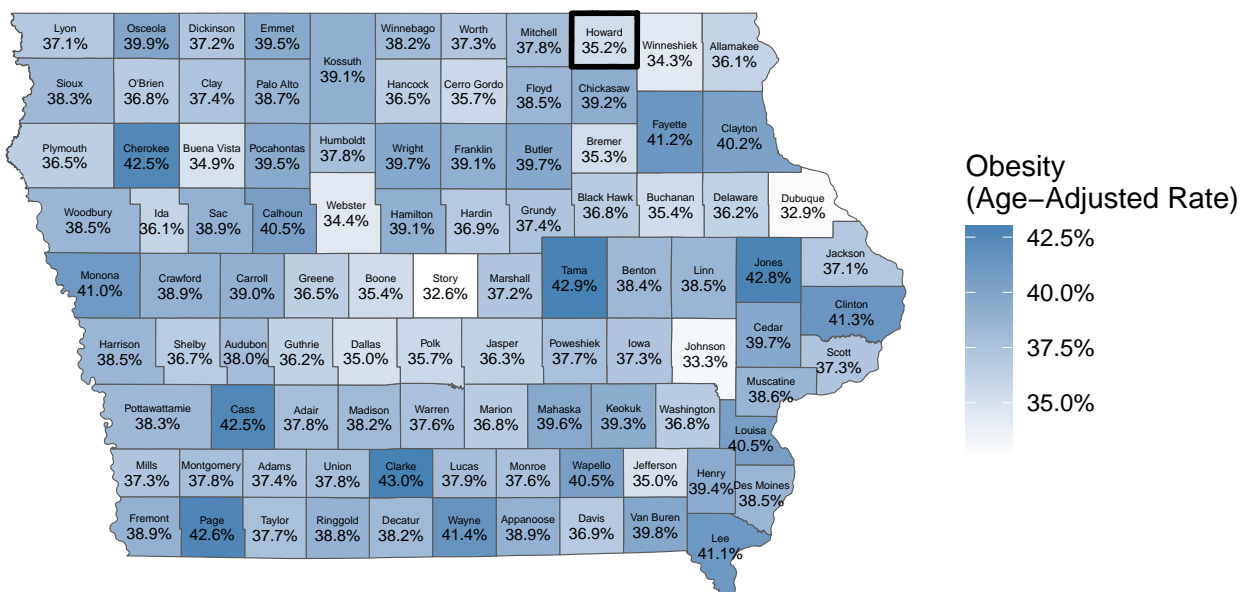 Lyon
37.1%
Osceola
39.9%
Dickinson
37.2%
Emmet
39.5%
Kossuth
39.1%
Winnebago
38.2%
Worth
37.3%
Mitchell
37.8%
Howard
35.2%
Winneshiek
34.3%
Allamakee
36.1%
Sioux
38.3%
O'Brien
36.8%
Clay
37.4%
Palo Alto
38.7%
Hancock
36.5%
Cerro Gordo
35.7%
Floyd
38.5%
Chickasaw
39.2%
Fayette
41.2%
Clayton
40.2%
Plymouth
36.5%
Cherokee
42.5%
Buena Vista
34.9%
Pocahontas
39.5%
Humboldt
37.8%
Wright
39.7%
Franklin
39.1%
Butler
39.7%
Bremer
35.3%
Woodbury
38.5%
Ida
36.1%
Sac
38.9%
Calhoun
40.5%
Webster
34.4%
Hamilton
39.1%
Hardin
36.9%
Grundy
37.4%
Black Hawk
36.8%
Buchanan
35.4%
Delaware
36.2%
Dubuque
32.9%
Monona
41.0%
Crawford
38.9%
Carroll
39.0%
Greene
36.5%
Boone
35.4%
Story
32.6%
Marshall
37.2%
Tama
42.9%
Benton
38.4%
Linn
38.5%
Jones
42.8%
Jackson
37.1%
Clinton
41.3%
Harrison
38.5%
Shelby
36.7%
Audubon
38.0%
Guthrie
36.2%
Dallas
35.0%
Polk
35.7%
Jasper
36.3%
Poweshiek
37.7%
Iowa
37.3%
Johnson
33.3%
Cedar
39.7%
Scott
37.3%
Muscatine
38.6%
Pottawattamie
38.3%
Cass
42.5%
Adair
37.8%
Madison
38.2%
Warren
37.6%
Marion
36.8%
Mahaska
39.6%
Keokuk
39.3%
Washington
36.8%
Louisa
40.5%
Mills
37.3%
Montgomery
37.8%
Adams
37.4%
Union
37.8%
Clarke
43.0%
Lucas
37.9%
Monroe
37.6%
Wapello
40.5%
Jefferson
35.0%
Henry
39.4%
Des Moines
38.5%
Fremont
38.9%
Page
42.6%
Taylor
37.7%
Ringgold
38.8%
Decatur
38.2%
Wayne
41.4%
Appanoose
38.9%
Davis
36.9%
Van Buren
39.8%
Lee
41.1%
Obesity
(Age−Adjusted Rate)
42.5%
40.0%
37.5%
35.0%